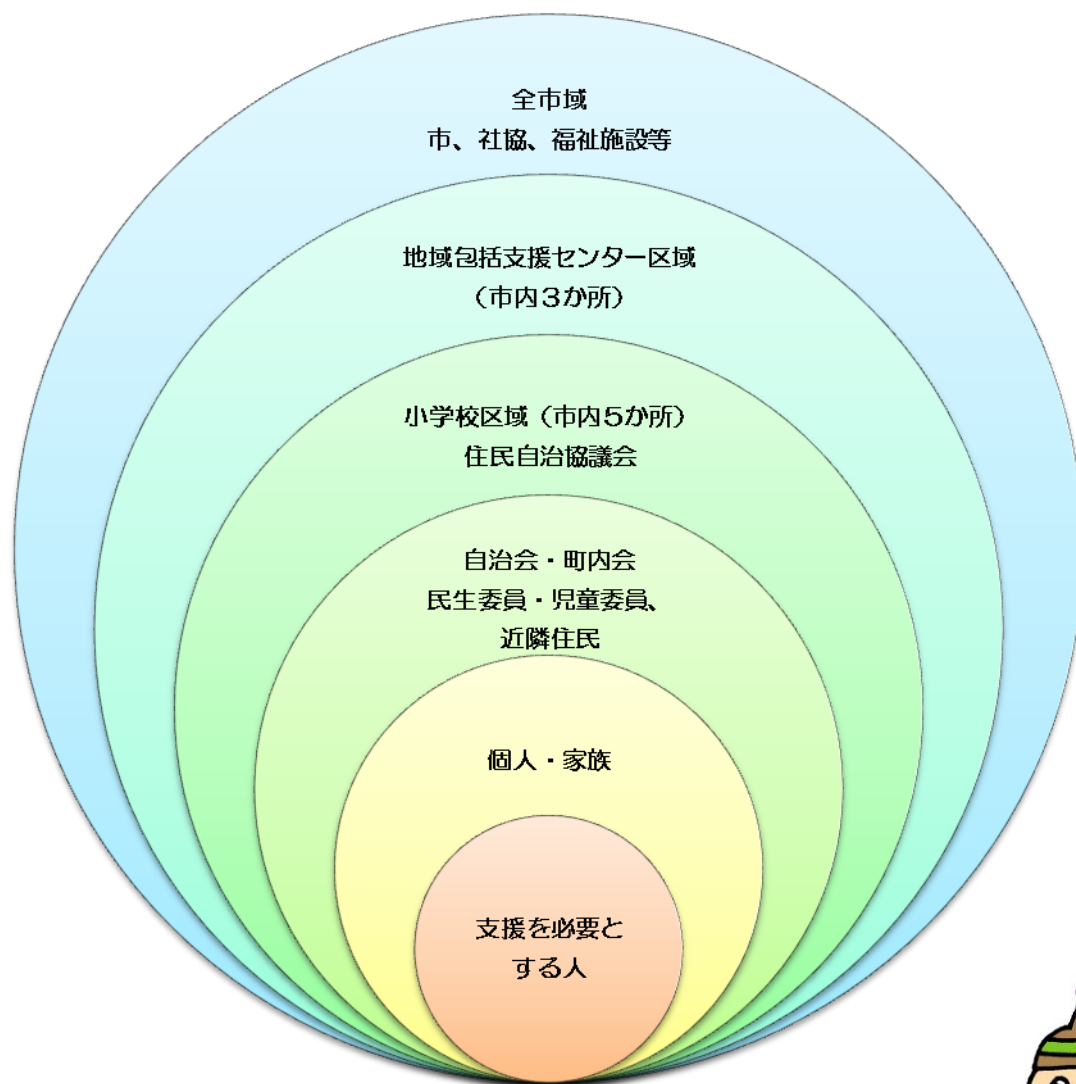 全市域
市、社協、福祉施設等
地域包括支援センター区域
（市内３か所）
小学校区域（市内５か所）
住民自治協議会
自治会・町内会
民生委員・児童委員、
近隣住民
個人・家族
支援を必要と
する人